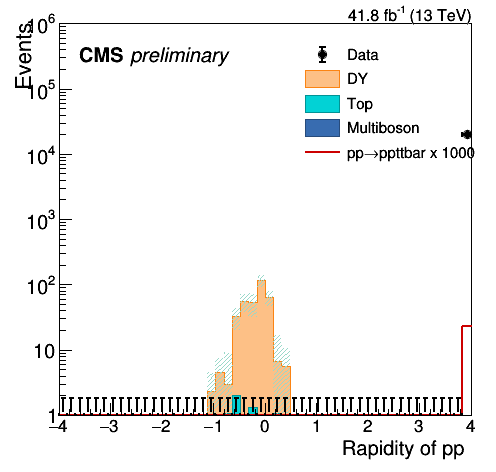 41.8 fb⁻¹ (13 TeV)
Events
10⁶
10⁵
10⁴
10³
10²
10
1
CMS preliminary
Data
DY
Top
Multiboson
pp→ppttbar x 1000
−4 −3 −2 −1 0 1 2 3 4
Rapidity of pp